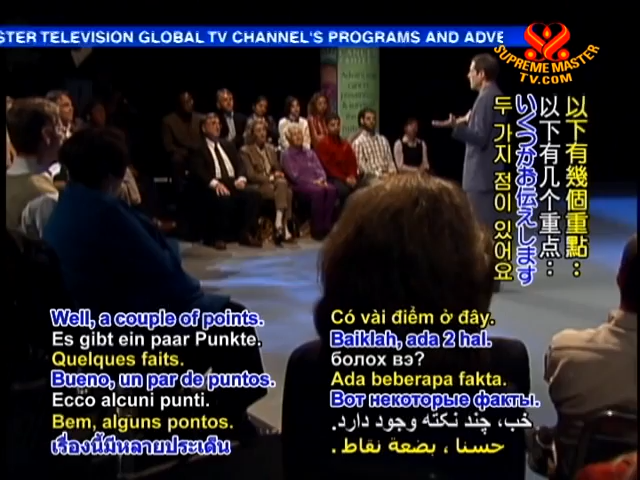 STER TELEVISION GLOBAL TV CHANNEL'S PROGRAMS AND ADVE
SUPREME MASTER
TV.COM
以下有幾個重點：
以下有几个重点：
いくつかお伝えします
두 가지 점이 있어요
Well, a couple of points.
Es gibt ein paar Punkte.
Quelques faits.
Bueno, un par de puntos.
Ecco alcuni punti.
Bem, alguns pontos.
เรื่องนี้มีหลายประเด็น
Có vài điểm ở đây.
Baiklah, ada 2 hal.
болох вэ?
Ada beberapa fakta.
Вот некоторые факты.
خب، چند نکته وجود دارد.
حسنا ، بضعة نقاط.